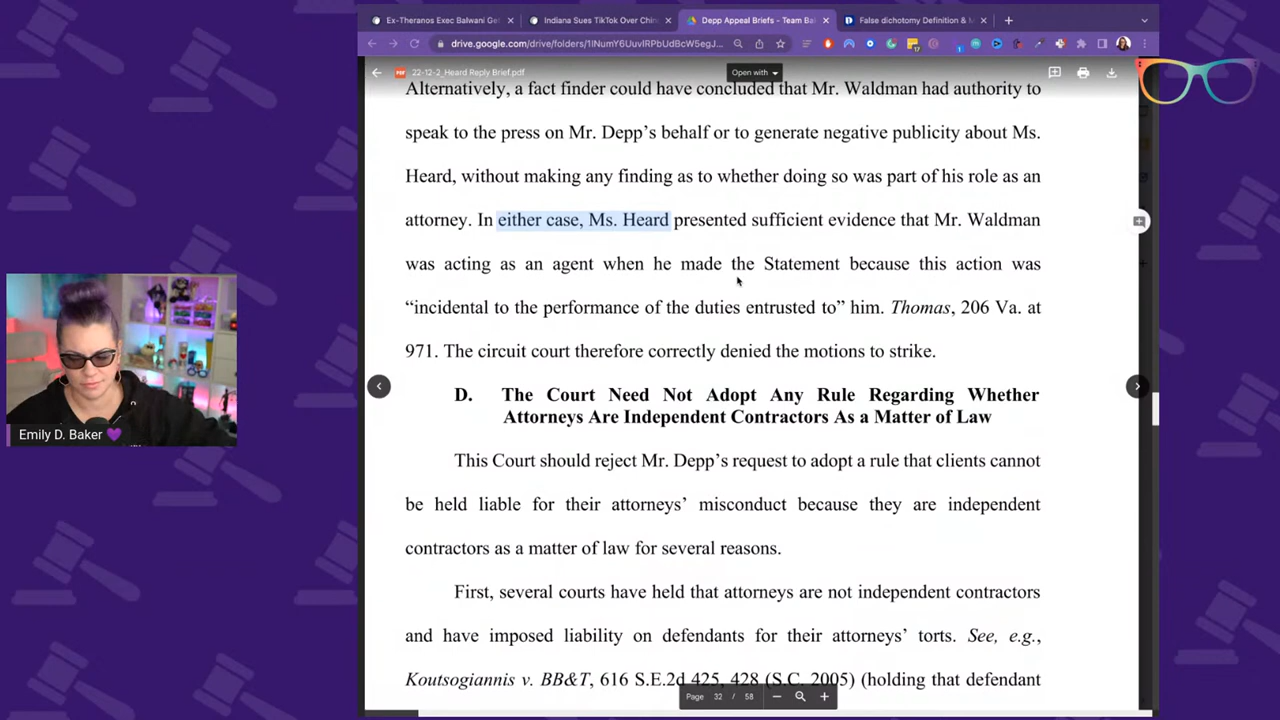 Ex-Theranos Exec Balwani Get
Indiana Sues TikTok Over Chin
Depp Appeal Briefs - Team Ba
False dichotomy Definition & M
drive.google.com/drive/folders/1INumY6UuvIRPbUdBcW5egJ...
22-12-2_Heard Reply Brief.pdf
Open with
Alternatively, a fact finder could have concluded that Mr. Waldman had authority to
speak to the press on Mr. Depp's behalf or to generate negative publicity about Ms.
Heard, without making any finding as to whether doing so was part of his role as an
attorney. In either case, Ms. Heard presented sufficient evidence that Mr. Waldman
was acting as an agent when he made the Statement because this action was
“incidental to the performance of the duties entrusted to” him. Thomas, 206 Va. at
971. The circuit court therefore correctly denied the motions to strike.
D. The Court Need Not Adopt Any Rule Regarding Whether
Attorneys Are Independent Contractors As a Matter of Law
This Court should reject Mr. Depp's request to adopt a rule that clients cannot
be held liable for their attorneys' misconduct because they are independent
contractors as a matter of law for several reasons.
First, several courts have held that attorneys are not independent contractors
and have imposed liability on defendants for their attorneys' torts. See, e.g.,
Koutsogiannis v. BB&T, 616 S.E.2d 425, 428 (S.C. 2005) (holding that defendant
Page 32 / 58
Emily D. Baker 💜